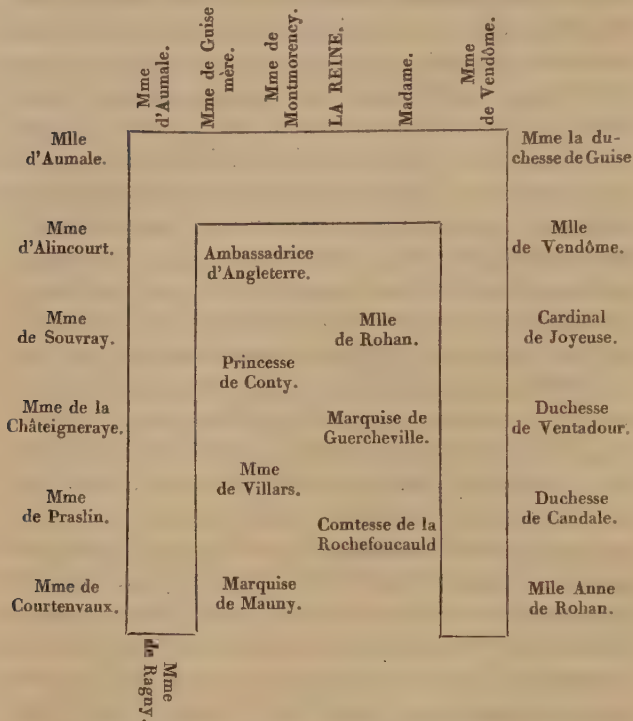 Mme
d'Aumale.
Mme de Guise
mère.
Mme de
Montmorency.
LA REINE.
Madame.
Mme
de Vendôme.
Mlle
d'Aumale.
Mme la du-
chesse de Guise
Mme
d'Alincourt.
Ambassadrice
d'Angleterre.
Mlle
de Vendôme.
Mme
de Souvray.
Princesse
de Conty.
Mlle
de Rohan.
Cardinal
de Joyeuse.
Mme de la
Châteigneraye.
Marquise de
Guercheville.
Duchesse
de Ventadour.
Mme
de Praslin.
Mme
de Villars.
Comtesse de la
Rochefoucauld
Duchesse
de Candale.
Mme de
Courtenvaux.
Marquise
de Mauny.
Mlle Anne
de Rohan.
Mme
de Ragny.